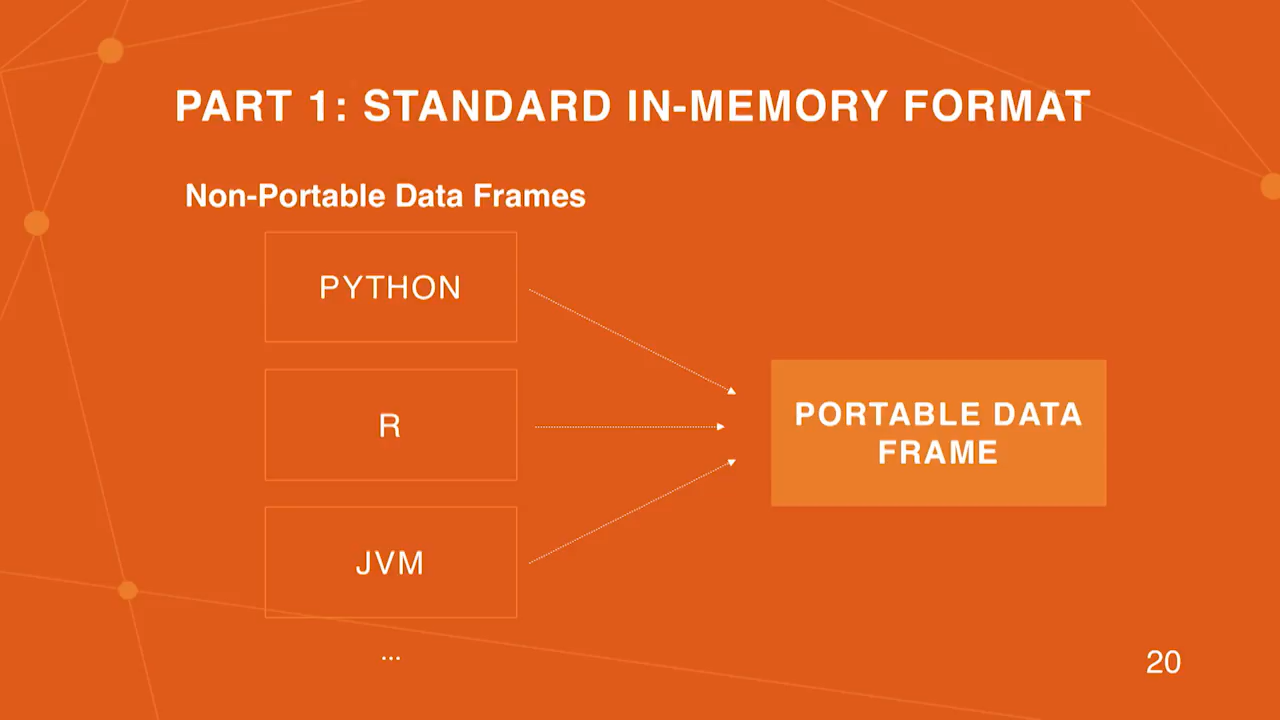 PART 1: STANDARD IN-MEMORY FORMAT
Non-Portable Data Frames
PYTHON
R
JVM
...
PORTABLE DATA
FRAME
20